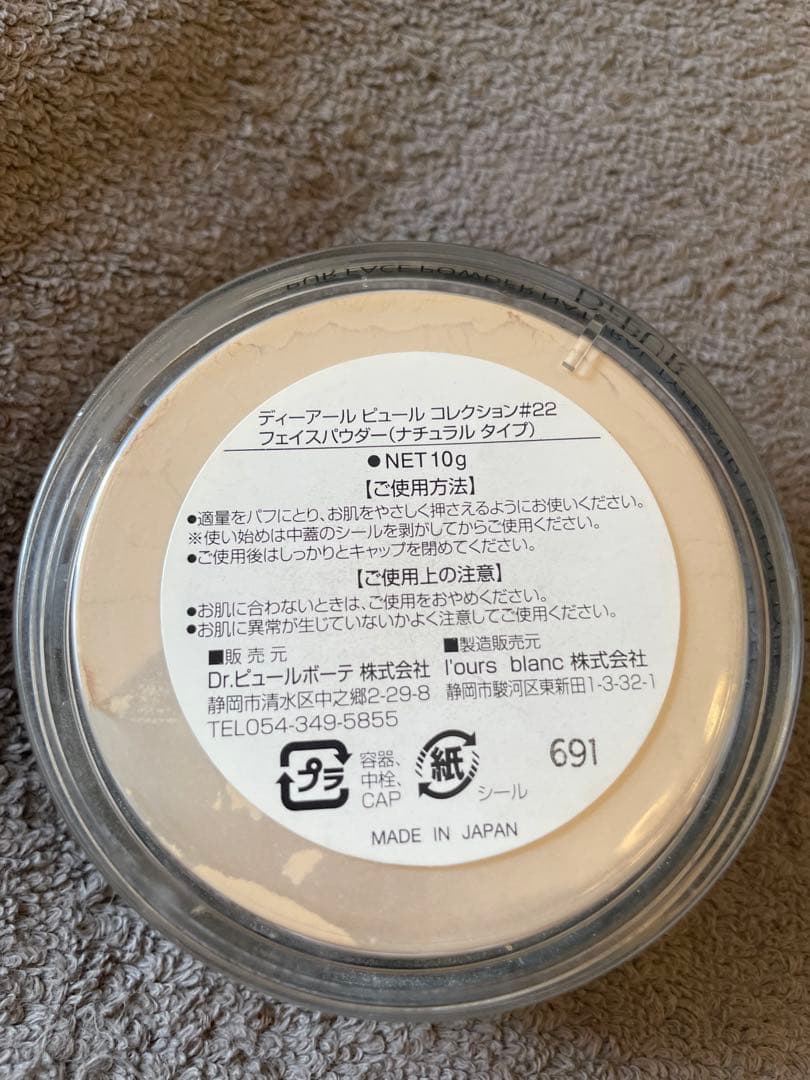 ディーアール ピュール コレクション#22
フェイスパウダー(ナチュラル タイプ)
●NET10g
【ご使用方法】
●適量をパフにとり、お肌をやさしく押さえるようにお使いください。
※使い始めは中蓋のシールを剥がしてからご使用ください。
●ご使用後はしっかりとキャップを閉めてください。
【ご使用上の注意】
●お肌に合わないときは、ご使用をおやめください。
●お肌に異常が生じていないかよく注意してご使用ください。
■販売元
Dr.ピュールボーテ 株式会社
静岡市清水区中之郷2-29-8
TEL054-349-5855
■製造販売元
l'ours blanc 株式会社
静岡市駿河区東新田1-3-32-1
プラ
容器、
中栓、
CAP
紙
シール
691
MADE IN JAPAN